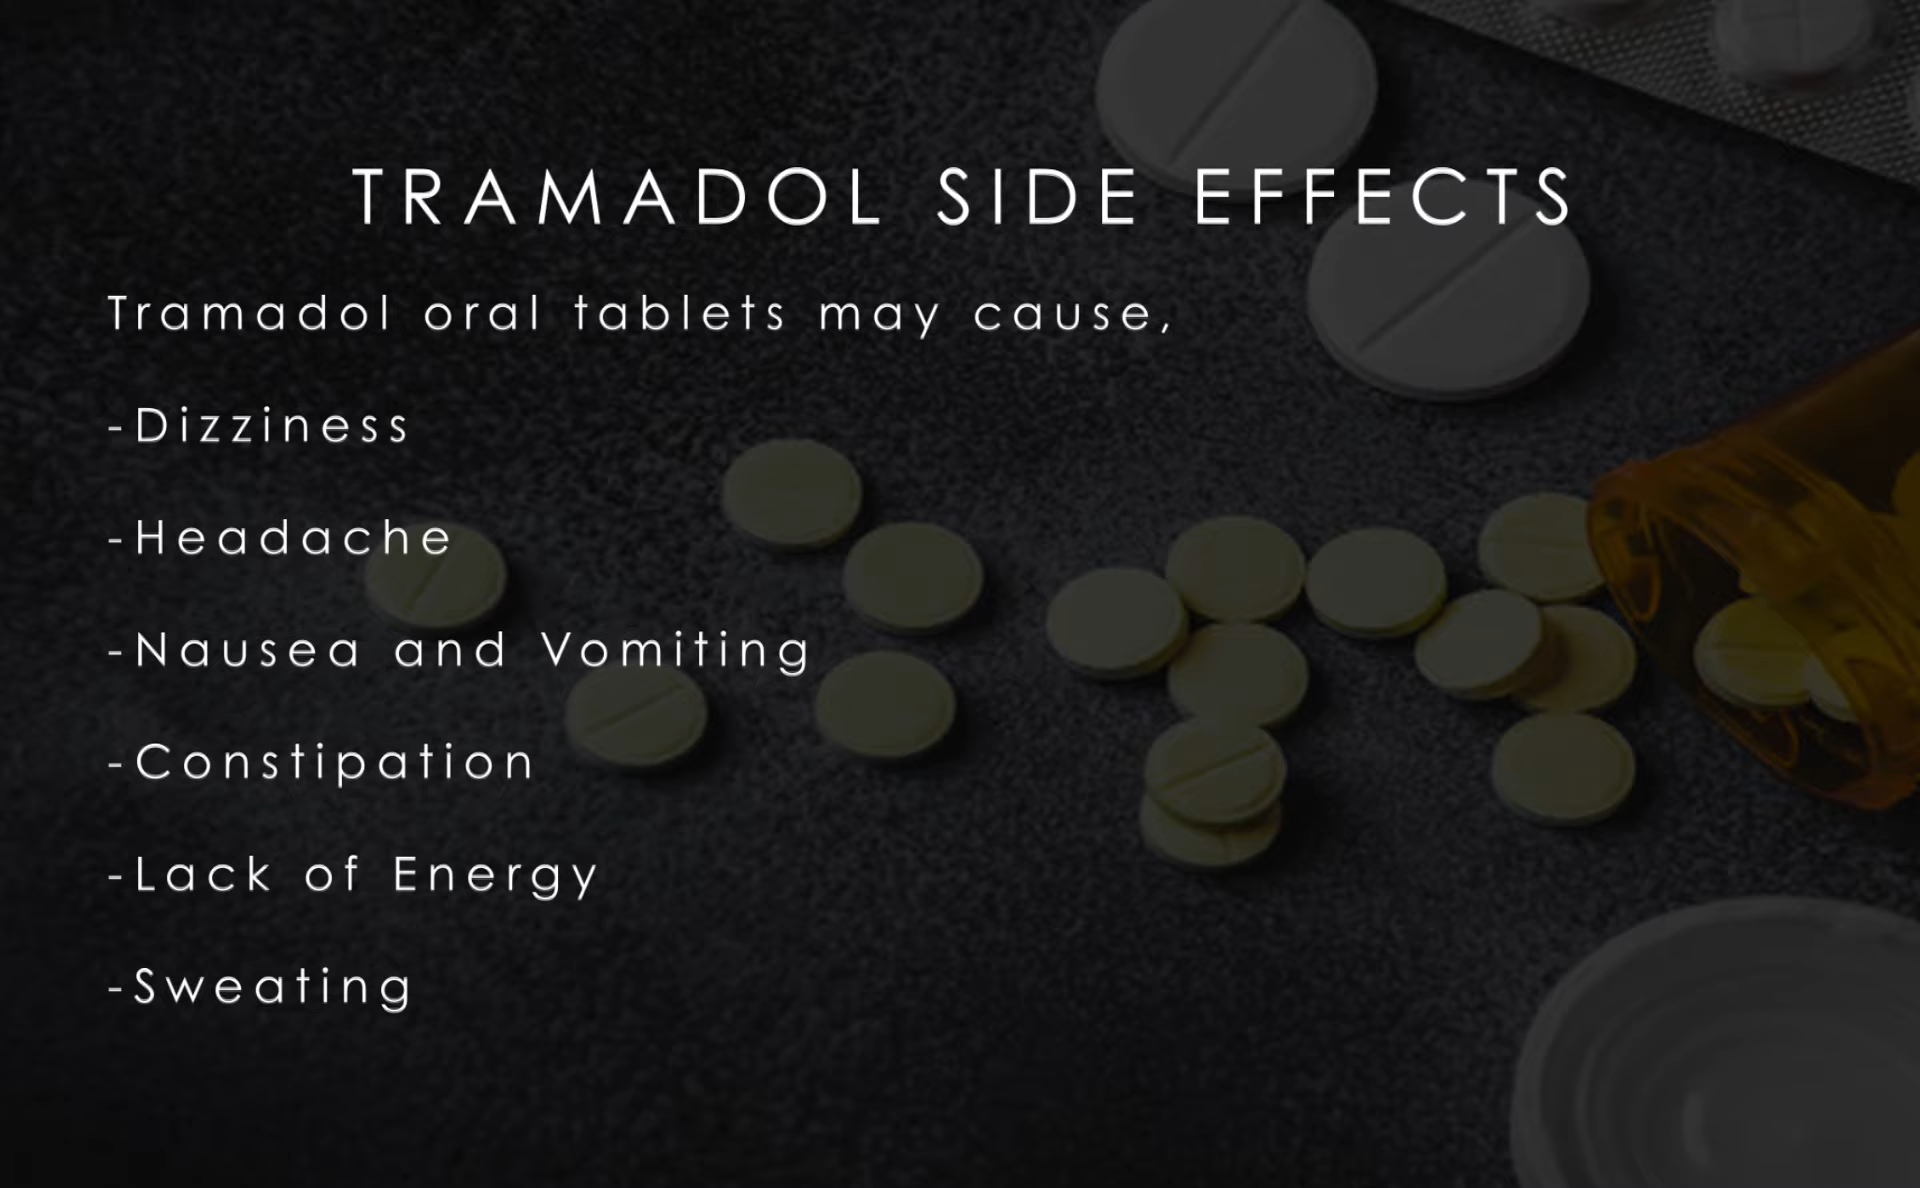 TRAMADOL SIDE EFFECTS
Tramadol oral tablets may cause,
-Dizziness
-Headache
-Nausea and Vomiting
-Constipation
-Lack of Energy
-Sweating